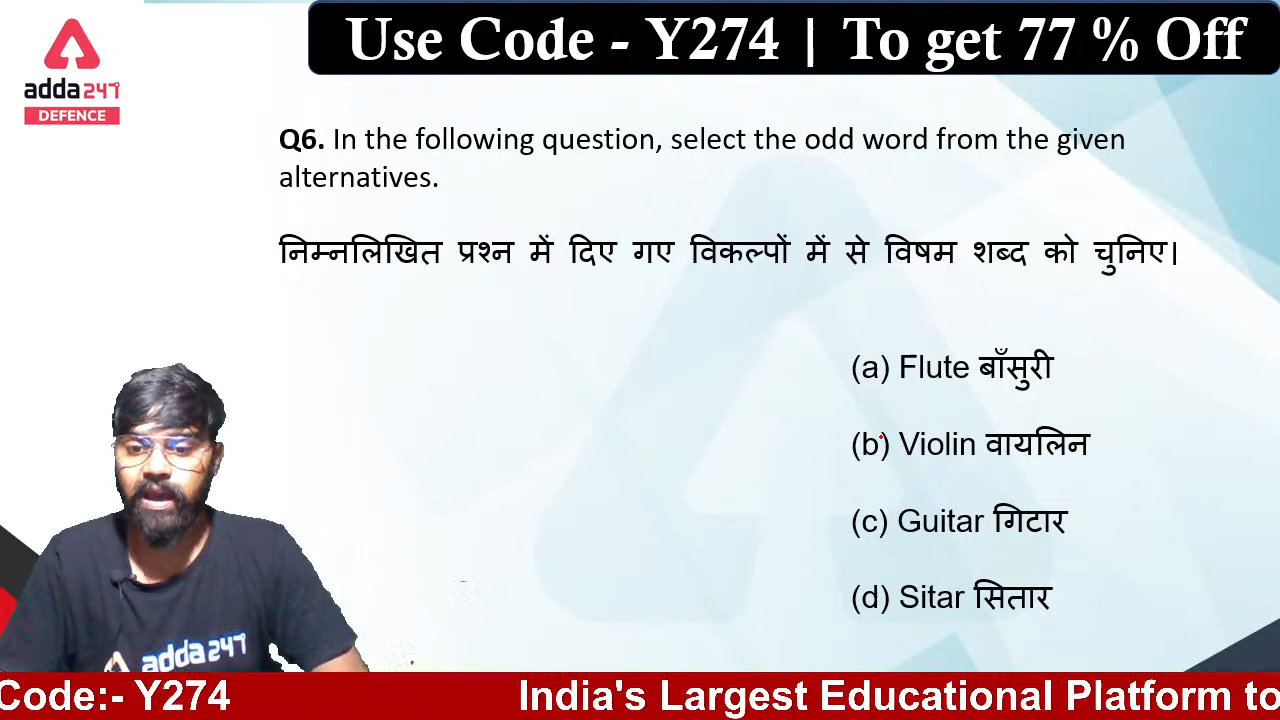 Use Code - Y274 | To get 77 % Off
adda247
DEFENCE
Q6. In the following question, select the odd word from the given
alternatives.
निम्नलिखित प्रश्न में दिए गए विकल्पों में से विषम शब्द को चुनिए।
(a) Flute बाँसुरी
(b) Violin वायलिन
(c) Guitar गिटार
(d) Sitar सितार
adda247
Code:- Y274 India's Largest Educational Platform to